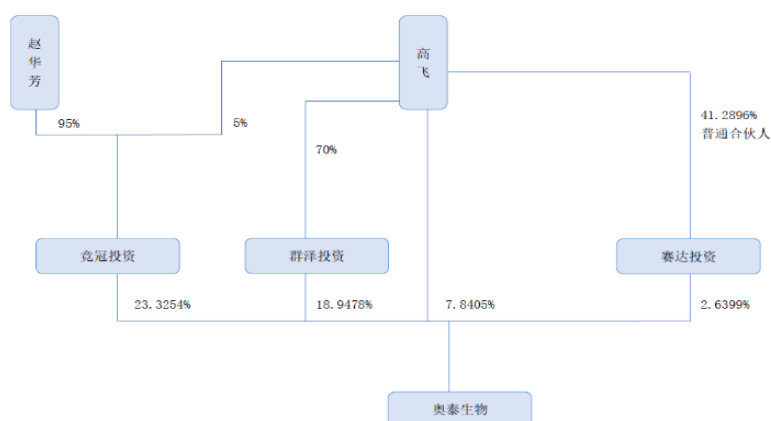 赵
华
芳
高
飞
95%
5%
70%
41.2896%
普通合伙人
竞冠投资
群泽投资
赛达投资
23.3254%
18.9478%
7.8405%
2.6399%
奥泰生物